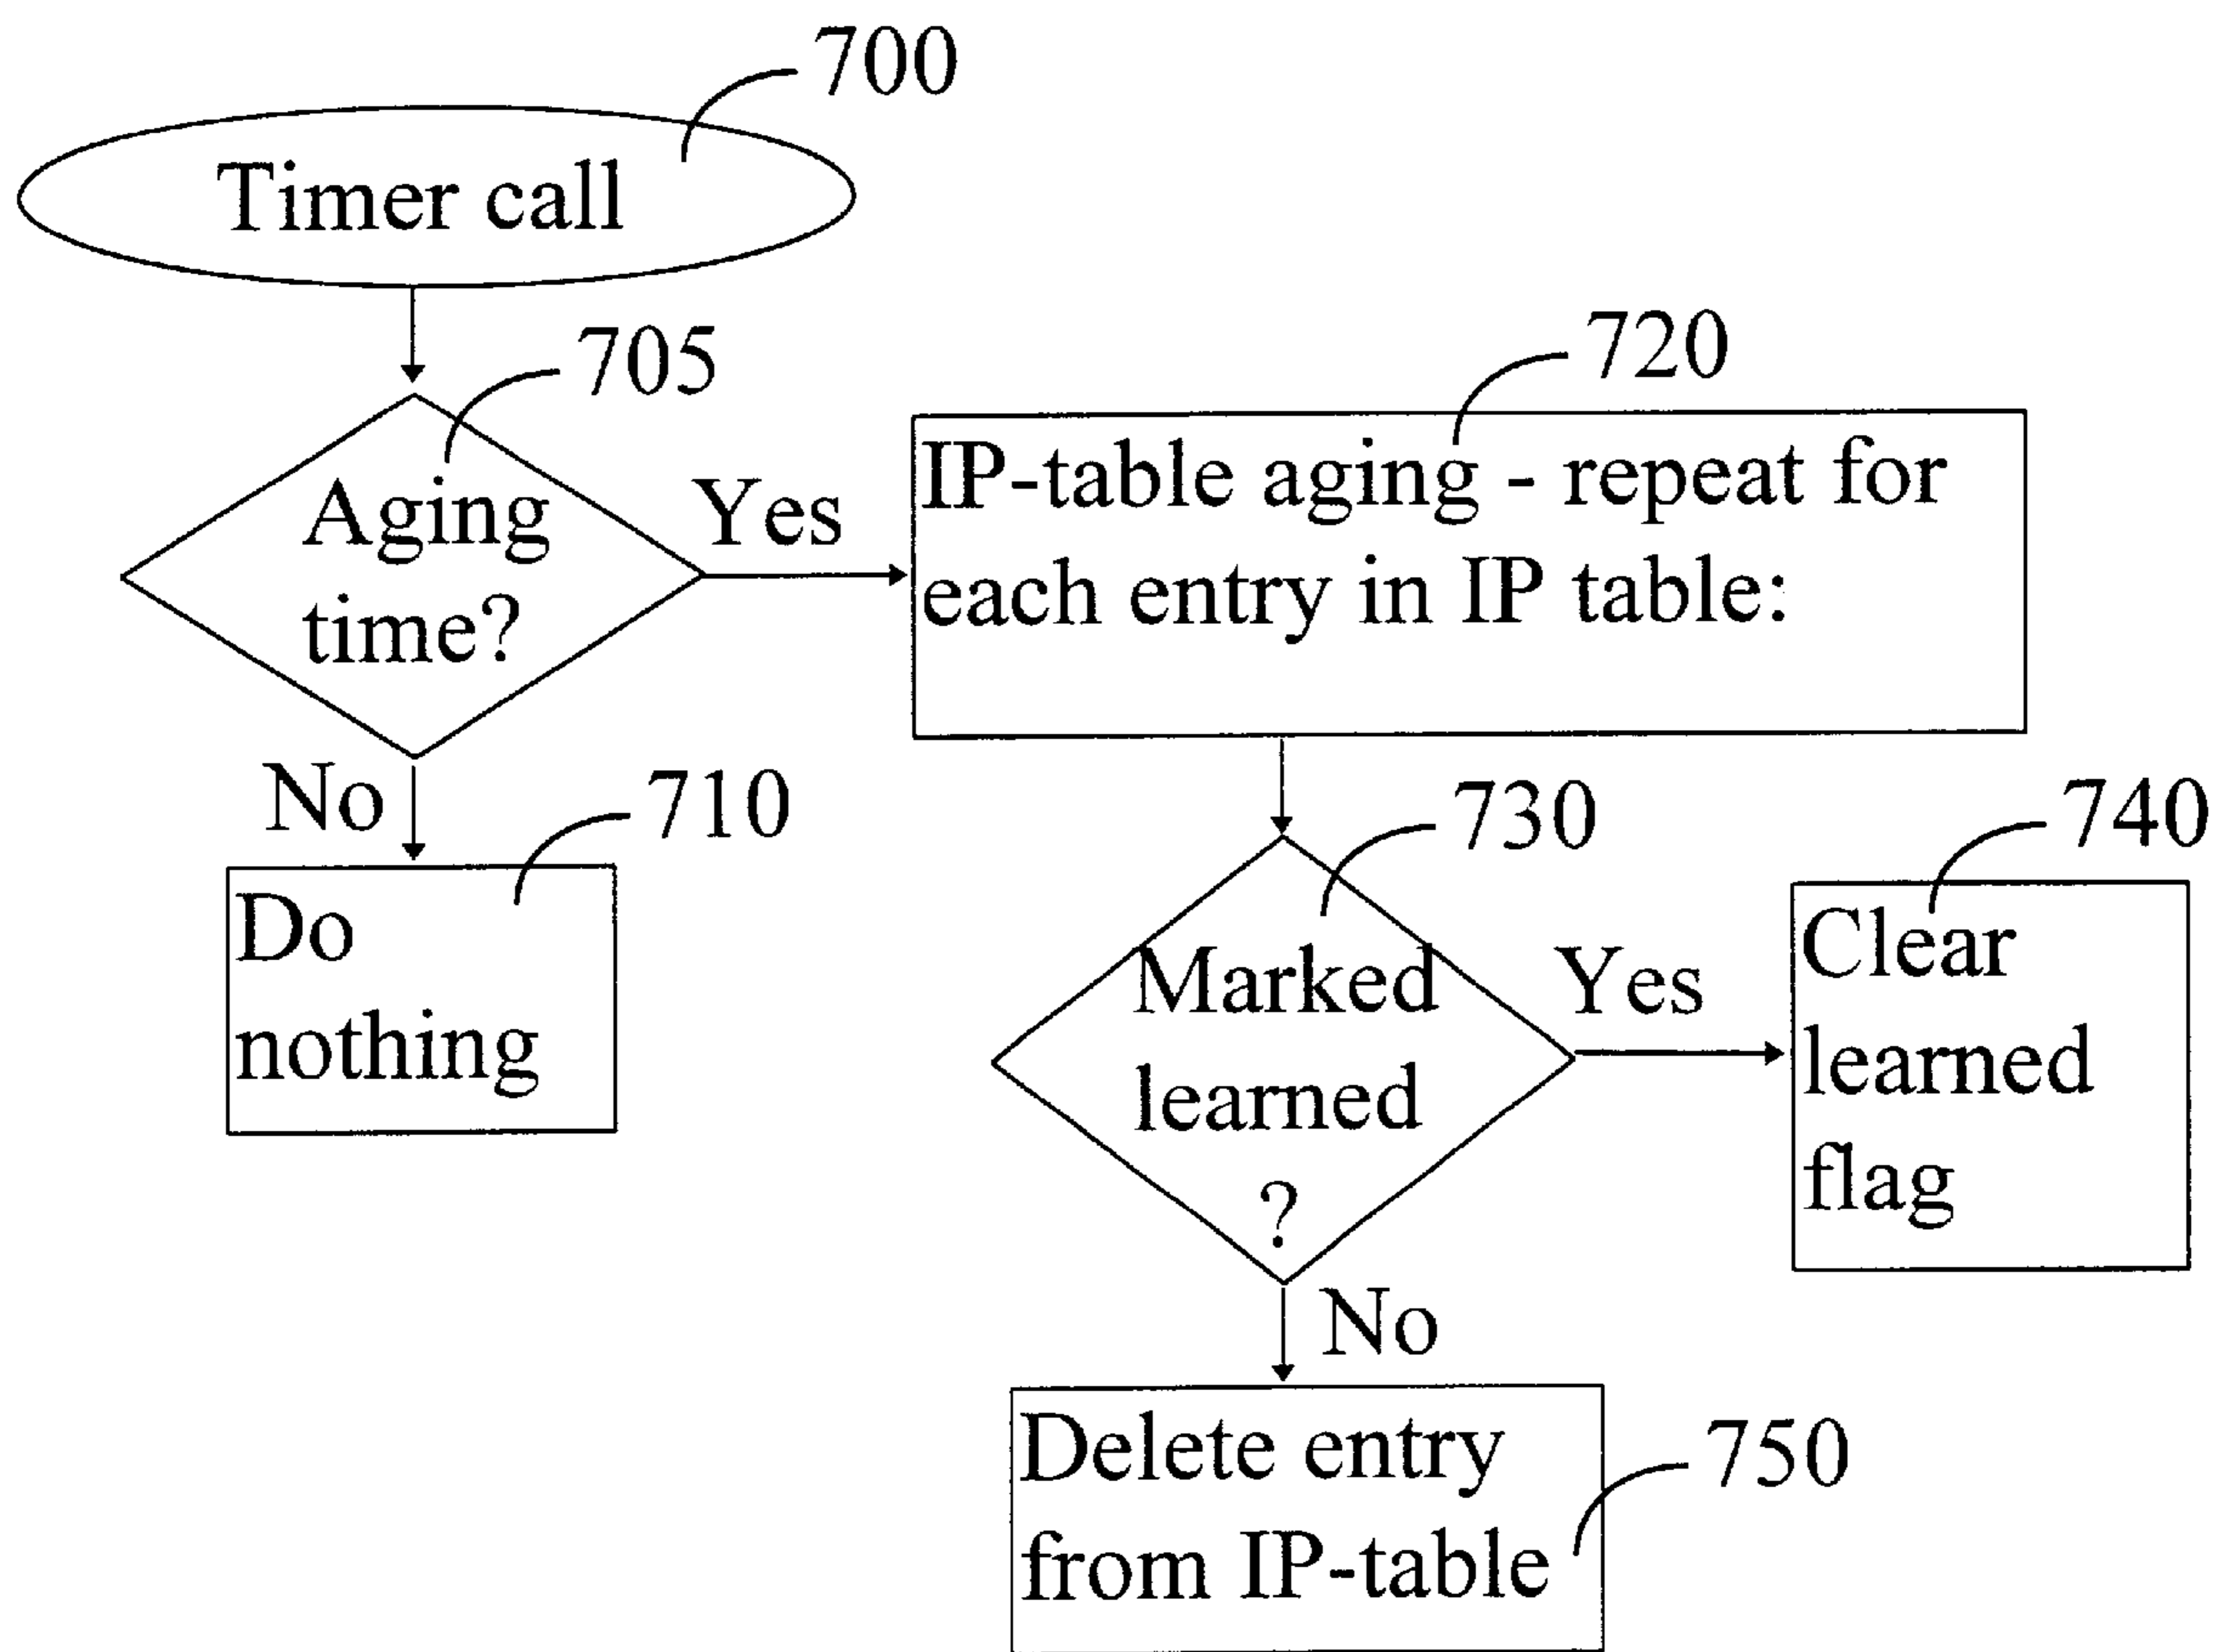 700
Timer call
705
Aging
time?
Yes
720
IP-table aging - repeat for
each entry in IP table:
No
710
Do
nothing
730
Marked
learned
?
Yes
740
Clear
learned
flag
No
Delete entry
from IP-table
750